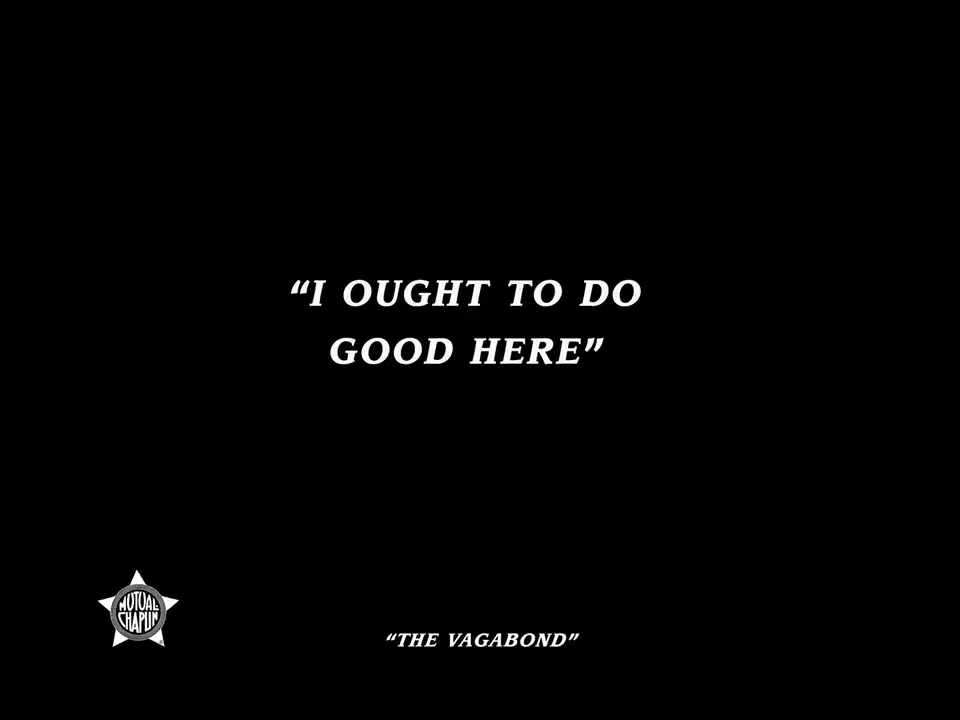 “I OUGHT TO DO
GOOD HERE”
MUTUAL-
CHAPLIN
“THE VAGABOND”